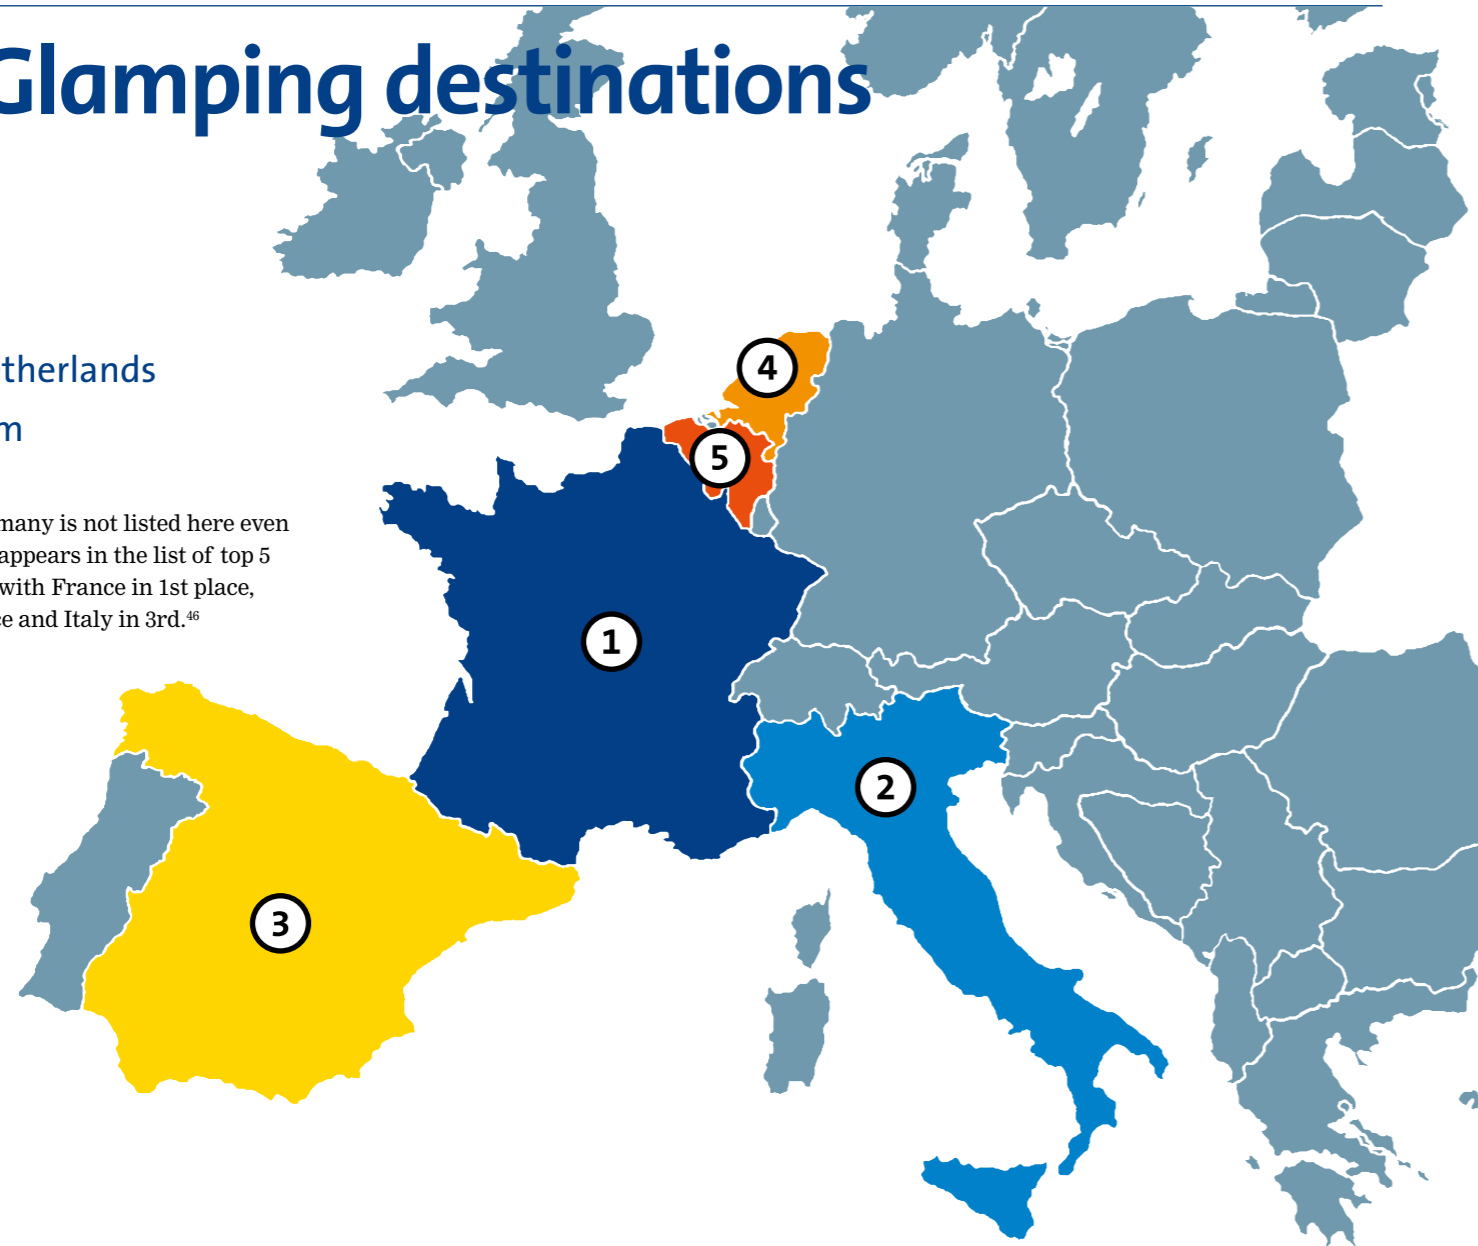 Glamping destinations
therlands
m
many is not listed here even
appears in the list of top 5
with France in 1st place,
ce and Italy in 3rd.⁴⁶
4
5
1
2
3